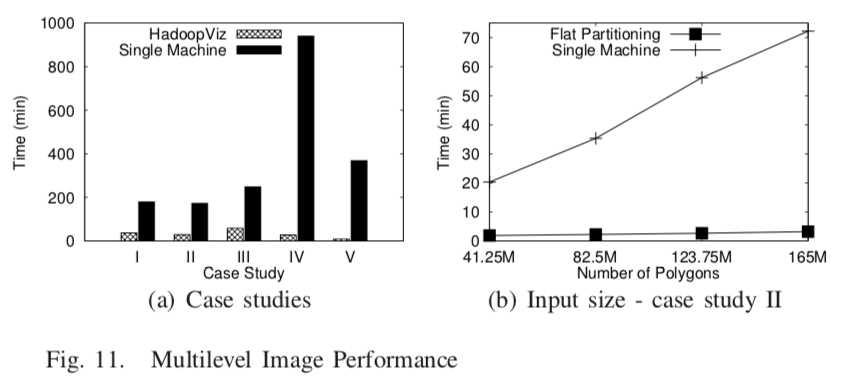 1000
800
600
400
200
0
Time (min)
HadoopViz
Single Machine
I II III IV V
Case Study
(a) Case studies
70
60
50
40
30
20
10
0
Time (min)
Flat Partitioning
Single Machine
41.25M 82.5M 123.75M 165M
Number of Polygons
(b) Input size - case study II
Fig. 11. Multilevel Image Performance